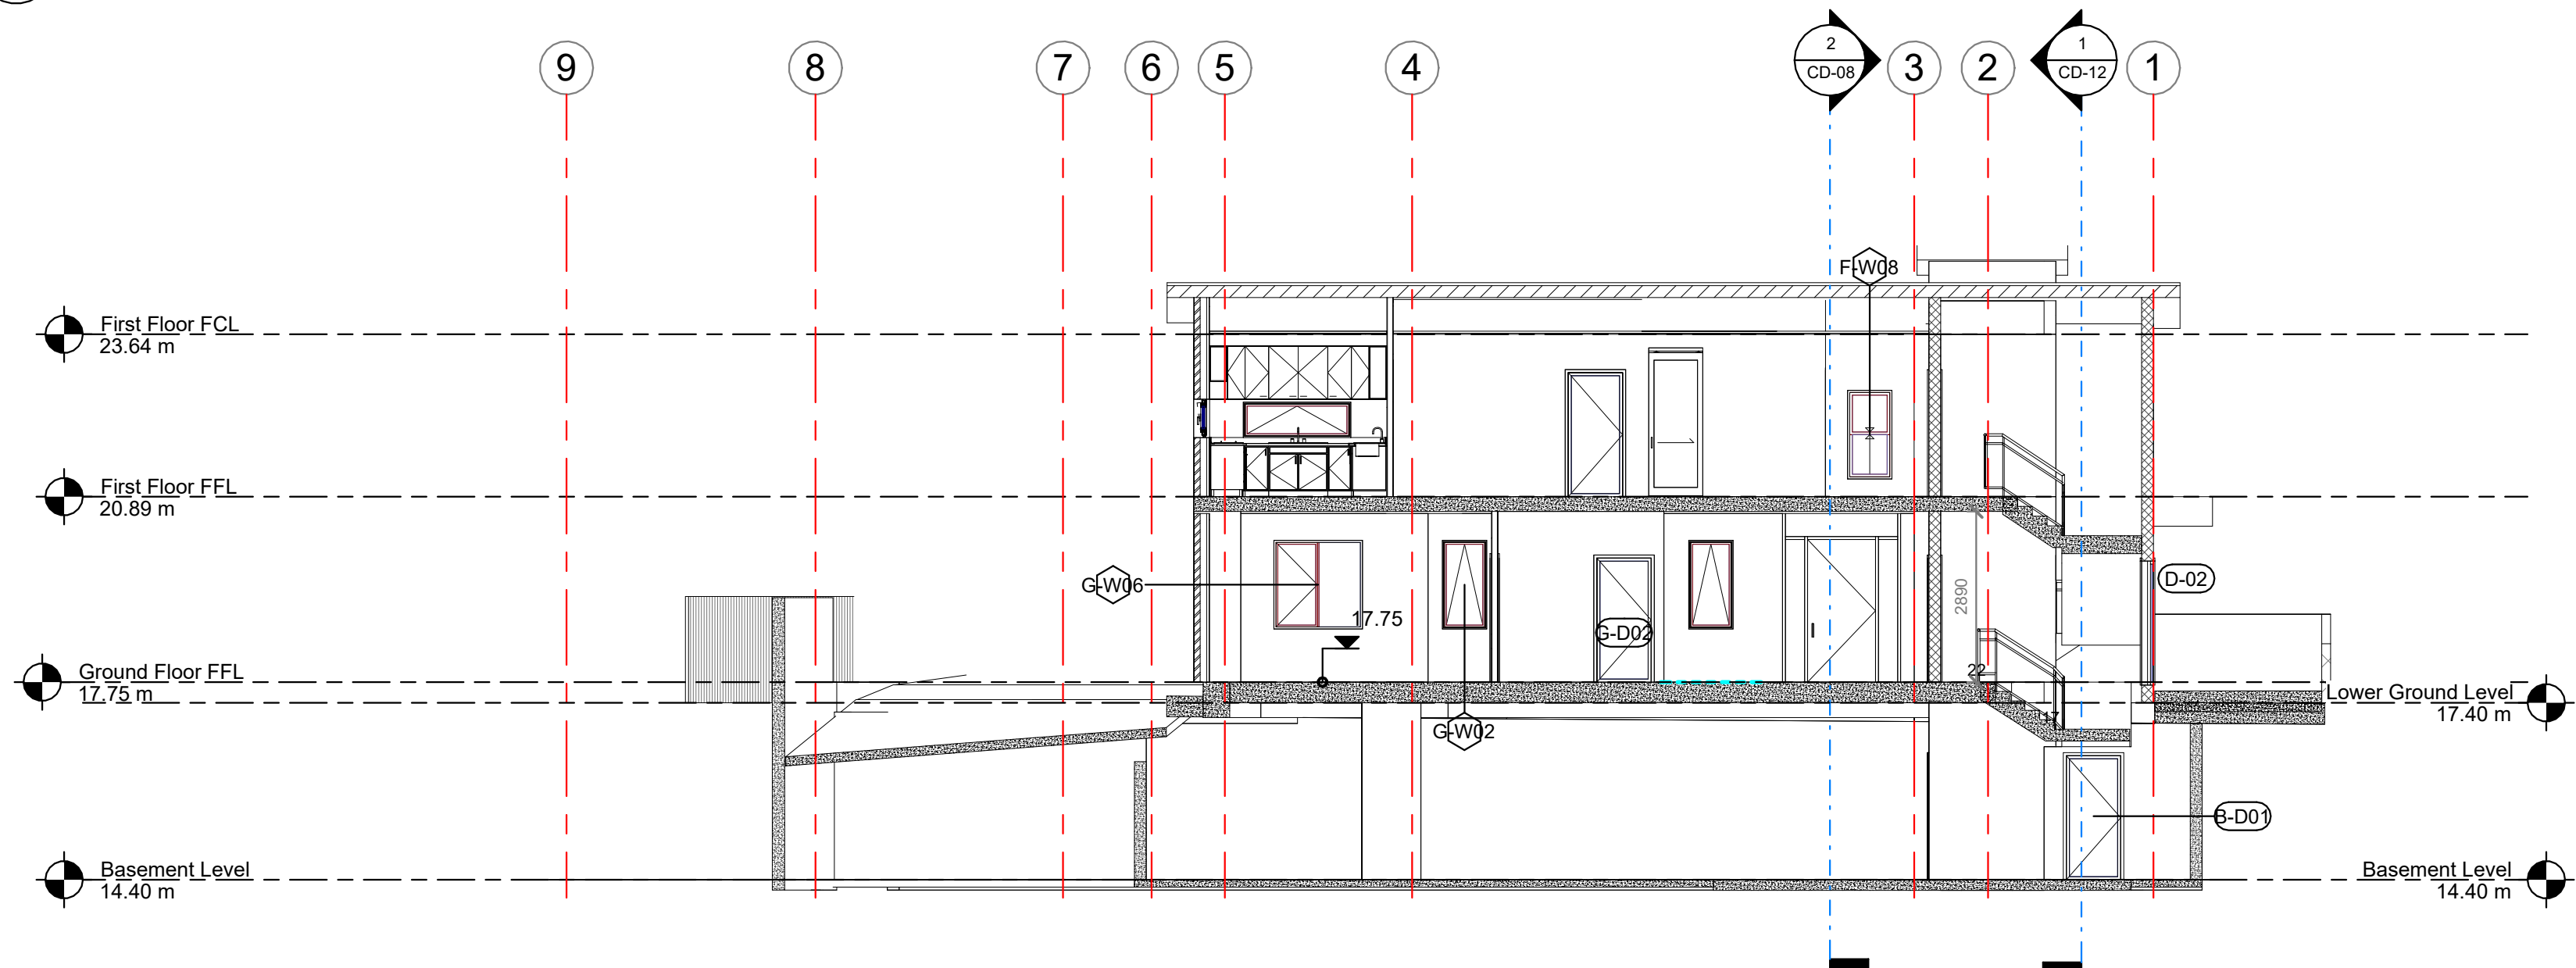 9
8
7
6
5
4
2
CD-08
3
2
1
CD-12
1
F-W08
First Floor FCL
23.64 m
First Floor FFL
20.89 m
G-W06
17.75
G-D02
2890
D-02
22
Ground Floor FFL
17.75 m
Lower Ground Level
17.40 m
17
G-W02
B-D01
Basement Level
14.40 m
Basement Level
14.40 m